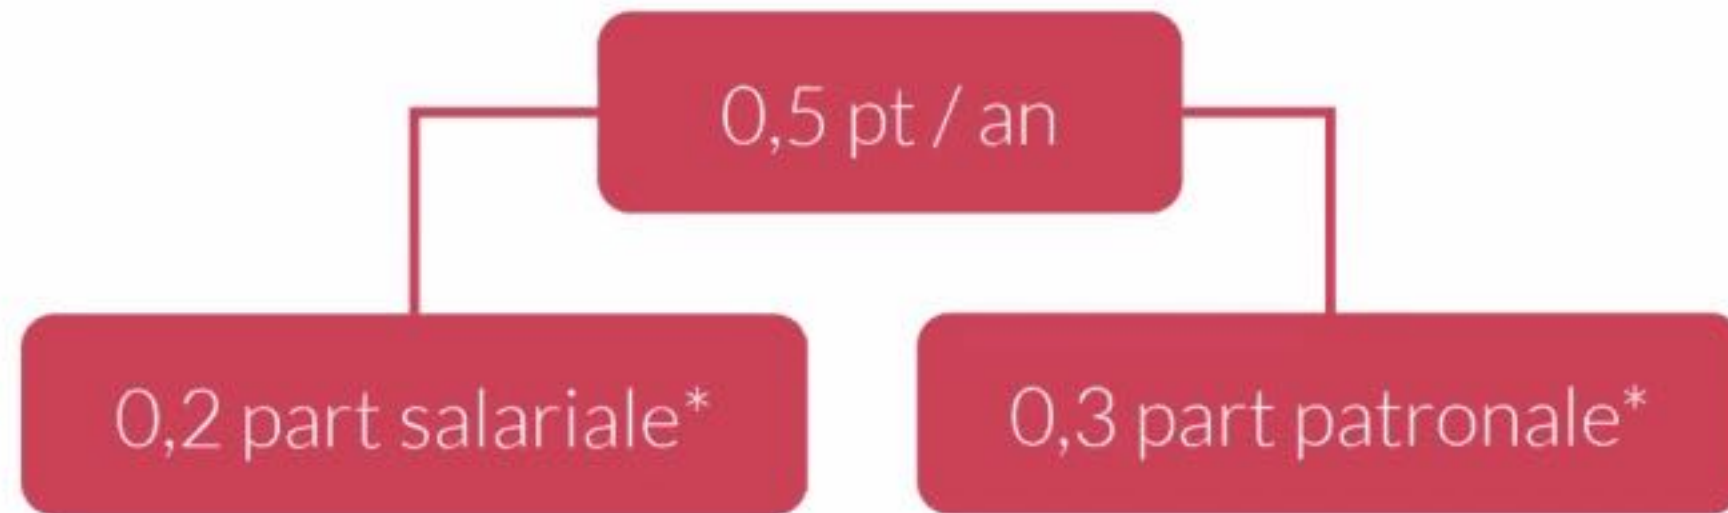 0,5 pt / an
0,2 part salariale*
0,3 part patronale*